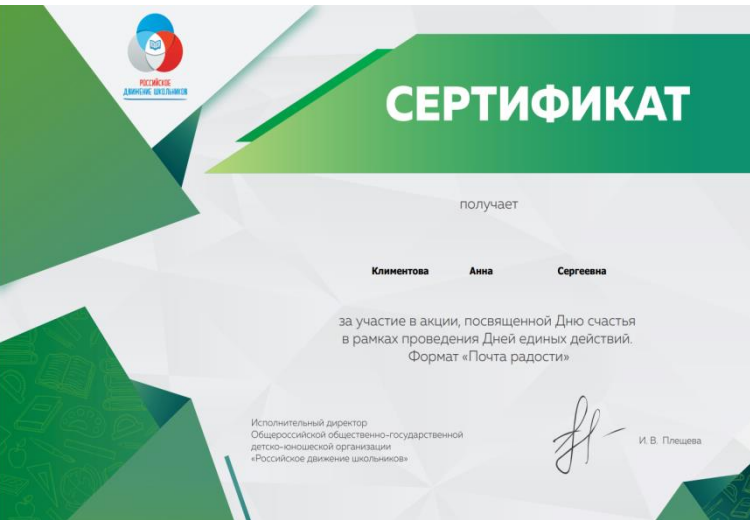 РОССИЙСКОЕ
ДВИЖЕНИЕ ШКОЛЬНИКОВ
СЕРТИФИКАТ
получает
Климентова Анна Сергеевна
за участие в акции, посвященной Дню счастья
в рамках проведения Дней единых действий.
Формат «Почта радости»
Исполнительный директор
Общероссийской общественно-государственной
детско-юношеской организации
«Российское движение школьников»
И. В. Плещева